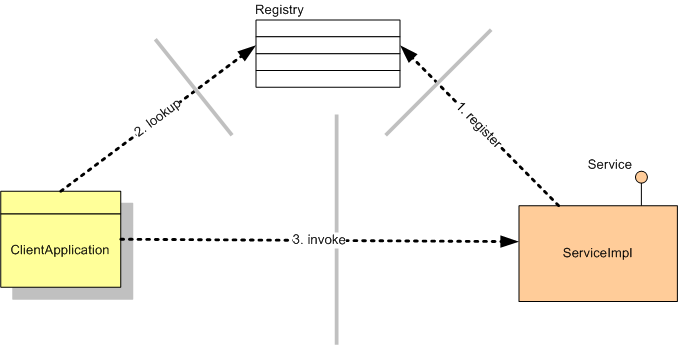 Registry
2. lookup
1. register
Service
ClientApplication
3. invoke
ServiceImpl